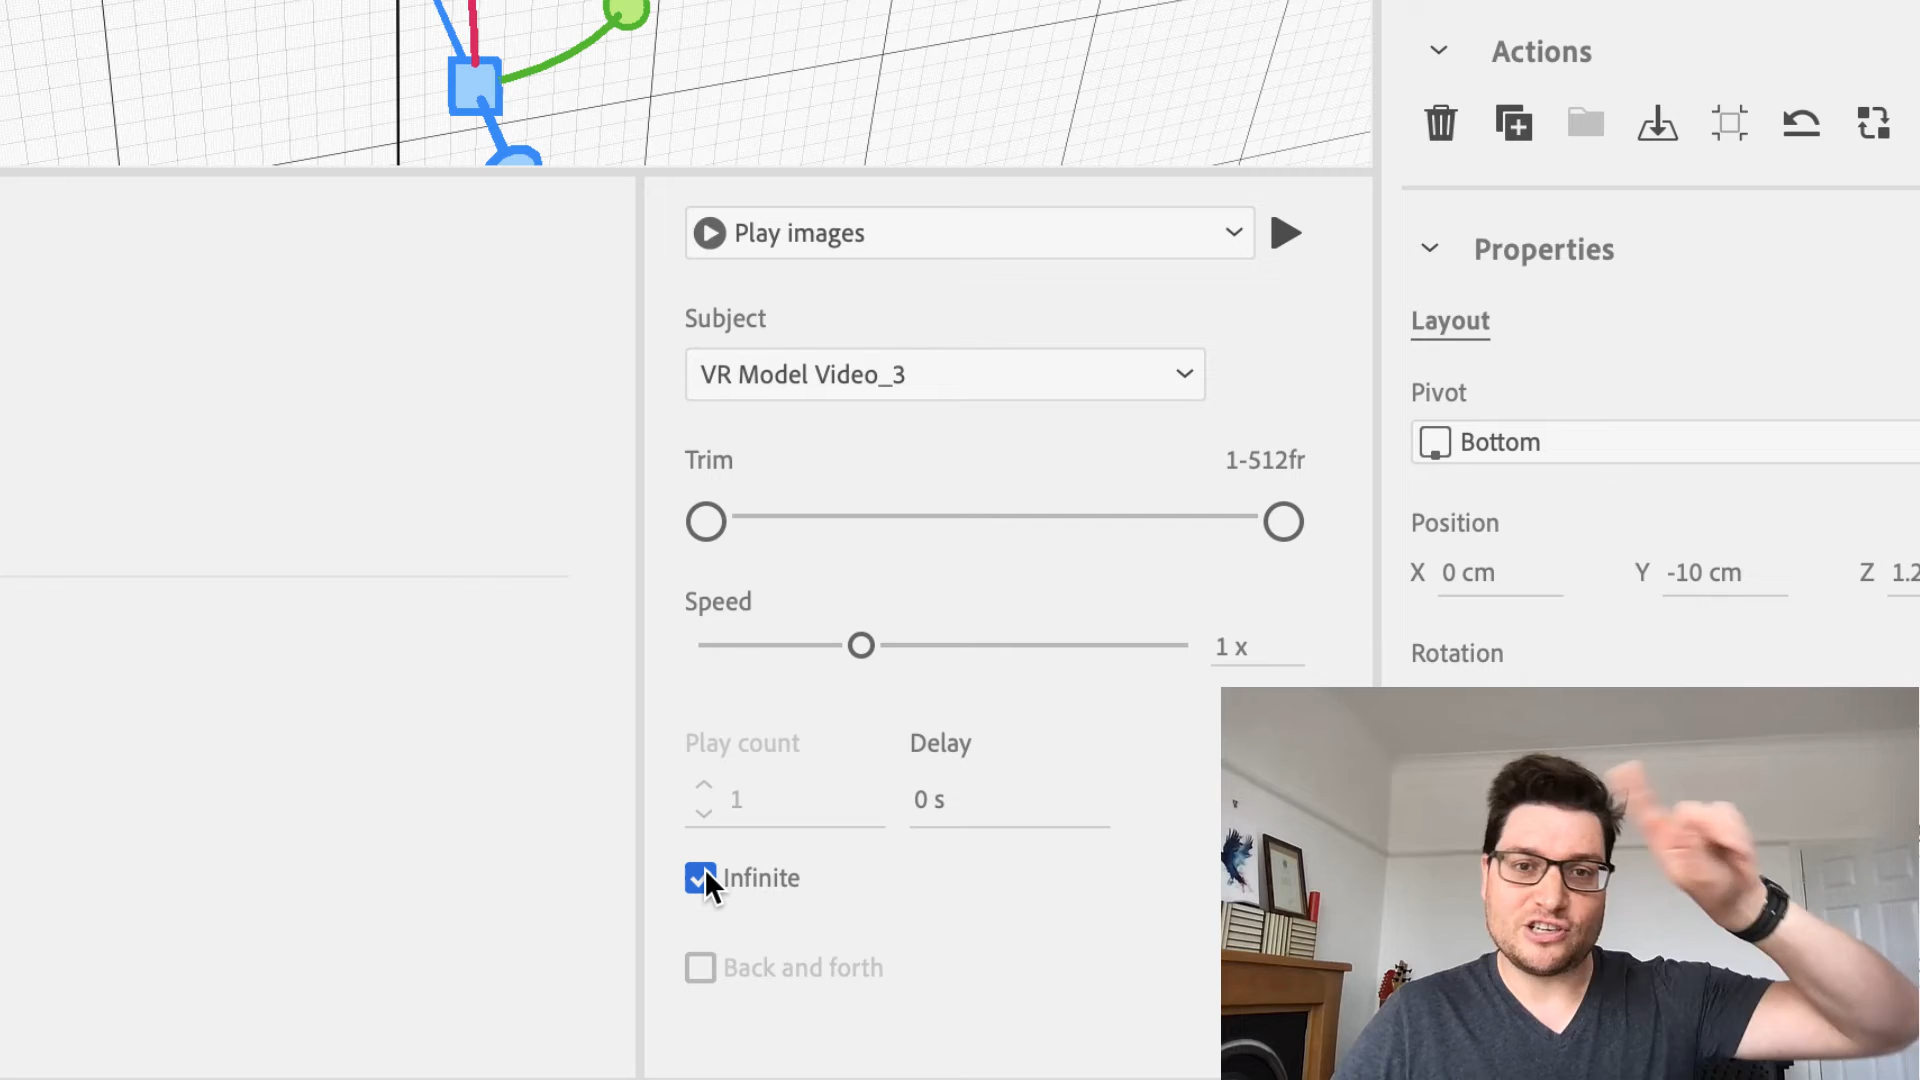 Actions
Play images
Properties
Subject
Layout
VR Model Video_3
Pivot
Bottom
Trim
1-512fr
Position
X 0 cm
Y -10 cm
Z 1.2
Speed
1 x
Rotation
Play count
Delay
1
0 s
Infinite
Back and forth